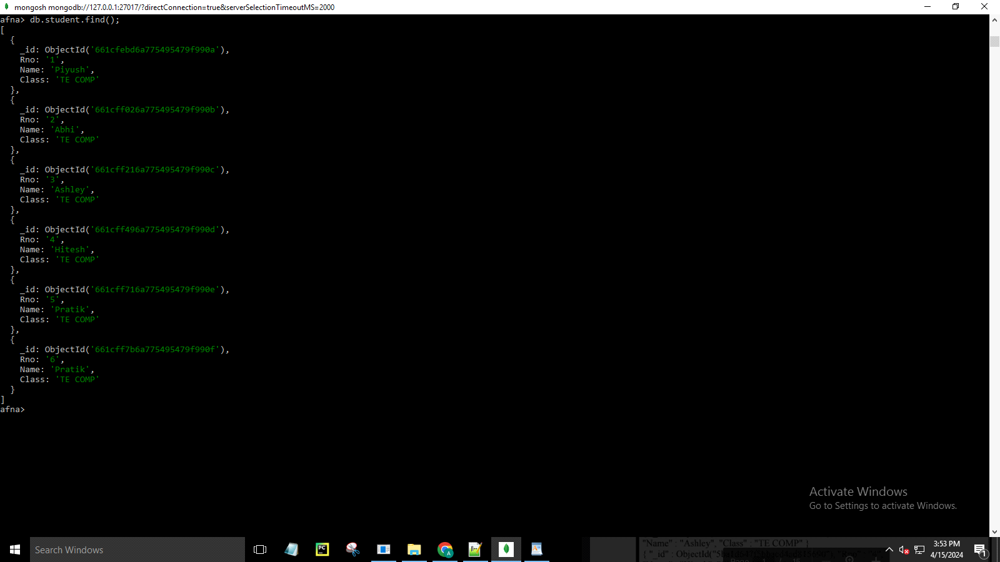 mongosh mongodb://127.0.0.1:27017/?directConnection=true&serverSelectionTimeoutMS=2000
afna> db.student.find();
[
  {
    _id: ObjectId('661cfebd6a775495479f990a'),
    Rno: '1',
    Name: 'Piyush',
    Class: 'TE COMP'
  },
  {
    _id: ObjectId('661cff026a775495479f990b'),
    Rno: '2',
    Name: 'Abhi',
    Class: 'TE COMP'
  },
  {
    _id: ObjectId('661cff216a775495479f990c'),
    Rno: '3',
    Name: 'Ashley',
    Class: 'TE COMP'
  },
  {
    _id: ObjectId('661cff496a775495479f990d'),
    Rno: '4',
    Name: 'Hitesh',
    Class: 'TE COMP'
  },
  {
    _id: ObjectId('661cff716a775495479f990e'),
    Rno: '5',
    Name: 'Pratik',
    Class: 'TE COMP'
  },
  {
    _id: ObjectId('661cff7b6a775495479f990f'),
    Rno: '6',
    Name: 'Pratik',
    Class: 'TE COMP'
  }
]
afna>
Activate Windows
Go to Settings to activate Windows.
Search Windows
PC
A
"Name" : "Ashley", "Class" : "TE COMP" }
{ "_id" : ObjectId(
3:53 PM
4/15/2024
1